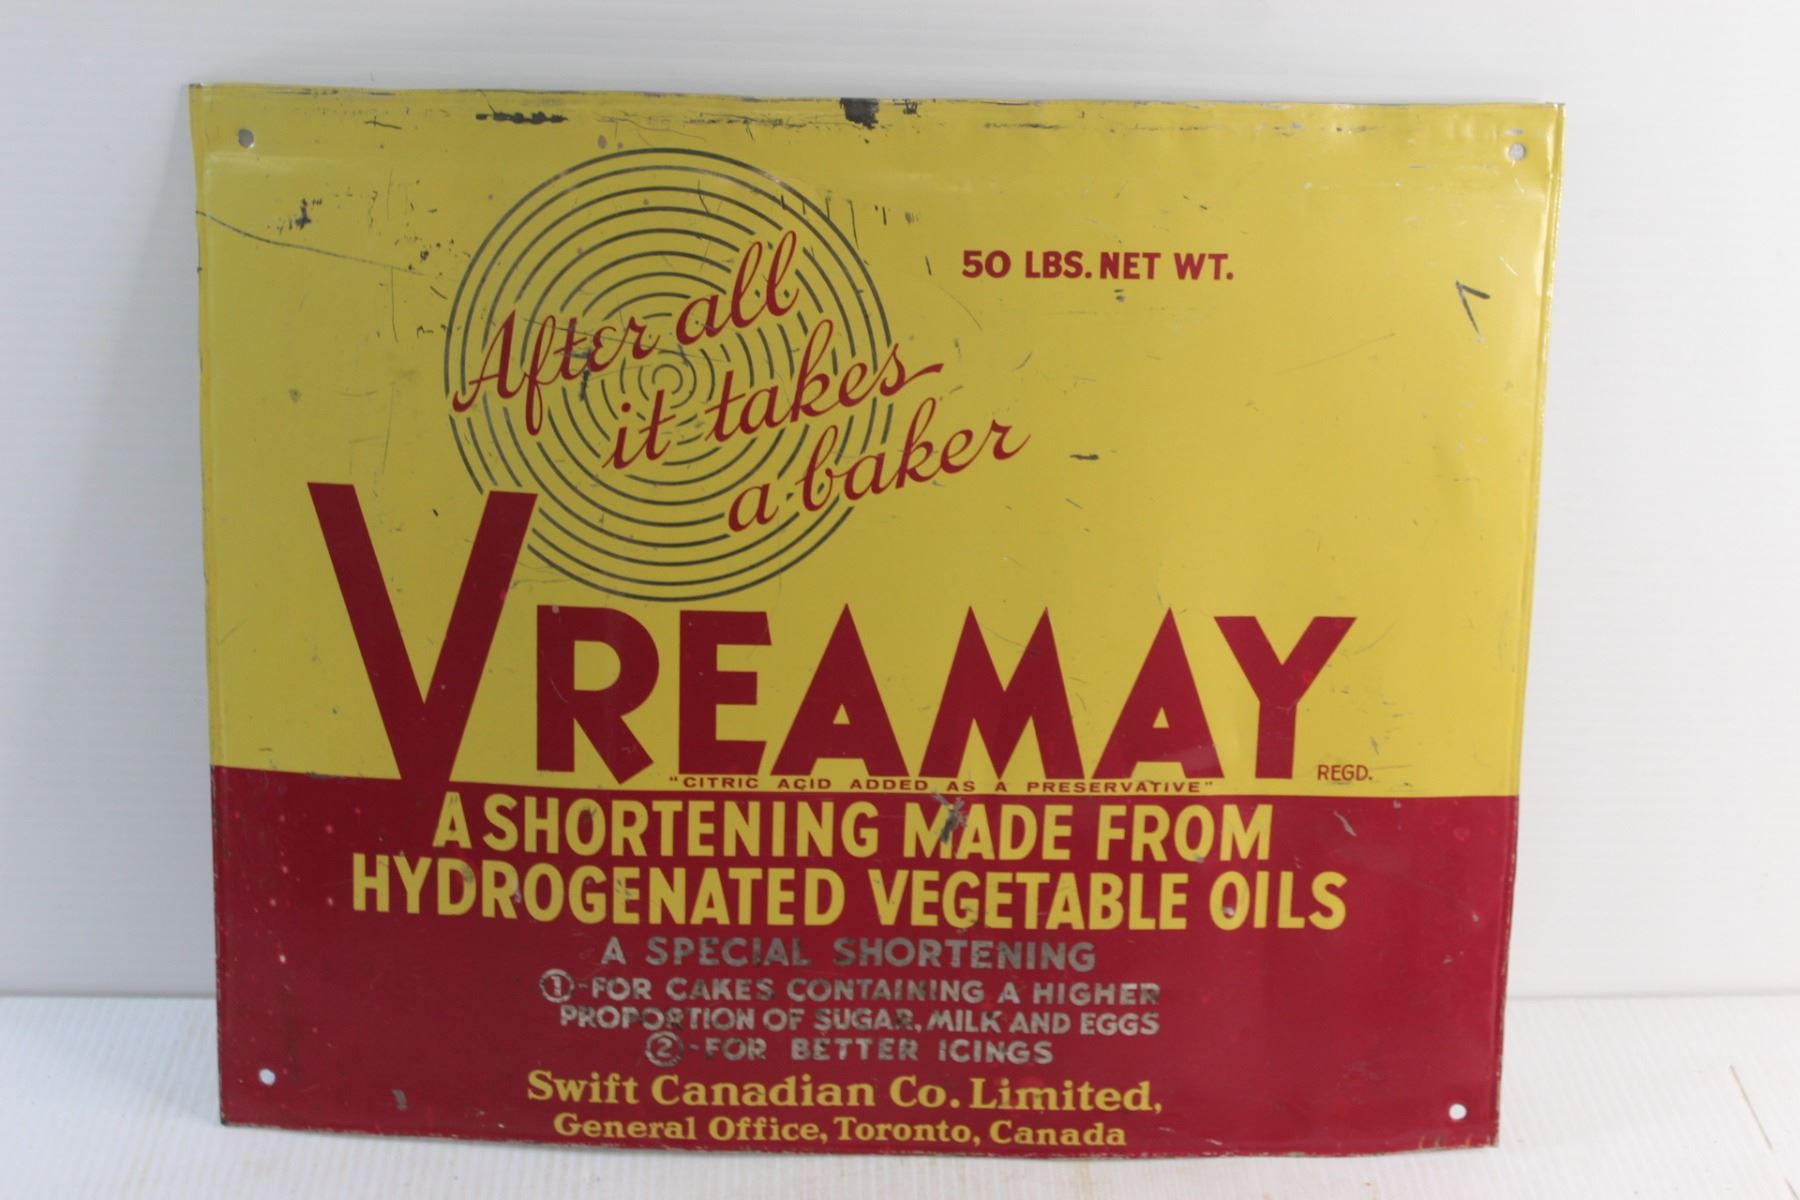 50 LBS. NET WT.
After all
it takes
a baker
VREAMAY
REGD.
"CITRIC ACID ADDED AS A PRESERVATIVE"
A SHORTENING MADE FROM
HYDROGENATED VEGETABLE OILS
A SPECIAL SHORTENING
1-FOR CAKES CONTAINING A HIGHER
PROPORTION OF SUGAR, MILK AND EGGS
2-FOR BETTER ICINGS
Swift Canadian Co. Limited,
General Office, Toronto, Canada